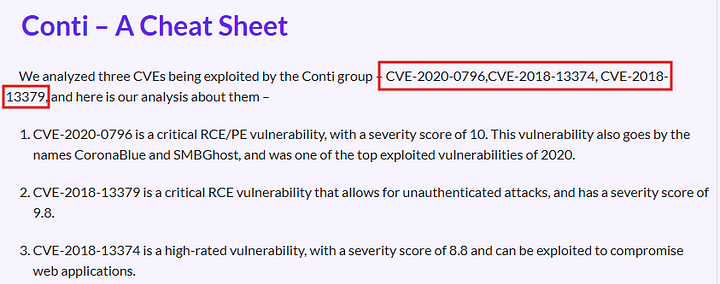 Conti – A Cheat Sheet
We analyzed three CVEs being exploited by the Conti group – CVE-2020-0796,CVE-2018-13374, CVE-2018-
13379, and here is our analysis about them –
1. CVE-2020-0796 is a critical RCE/PE vulnerability, with a severity score of 10. This vulnerability also goes by the
names CoronaBlue and SMBGhost, and was one of the top exploited vulnerabilities of 2020.
2. CVE-2018-13379 is a critical RCE vulnerability that allows for unauthenticated attacks, and has a severity score of
9.8.
3. CVE-2018-13374 is a high-rated vulnerability, with a severity score of 8.8 and can be exploited to compromise
web applications.